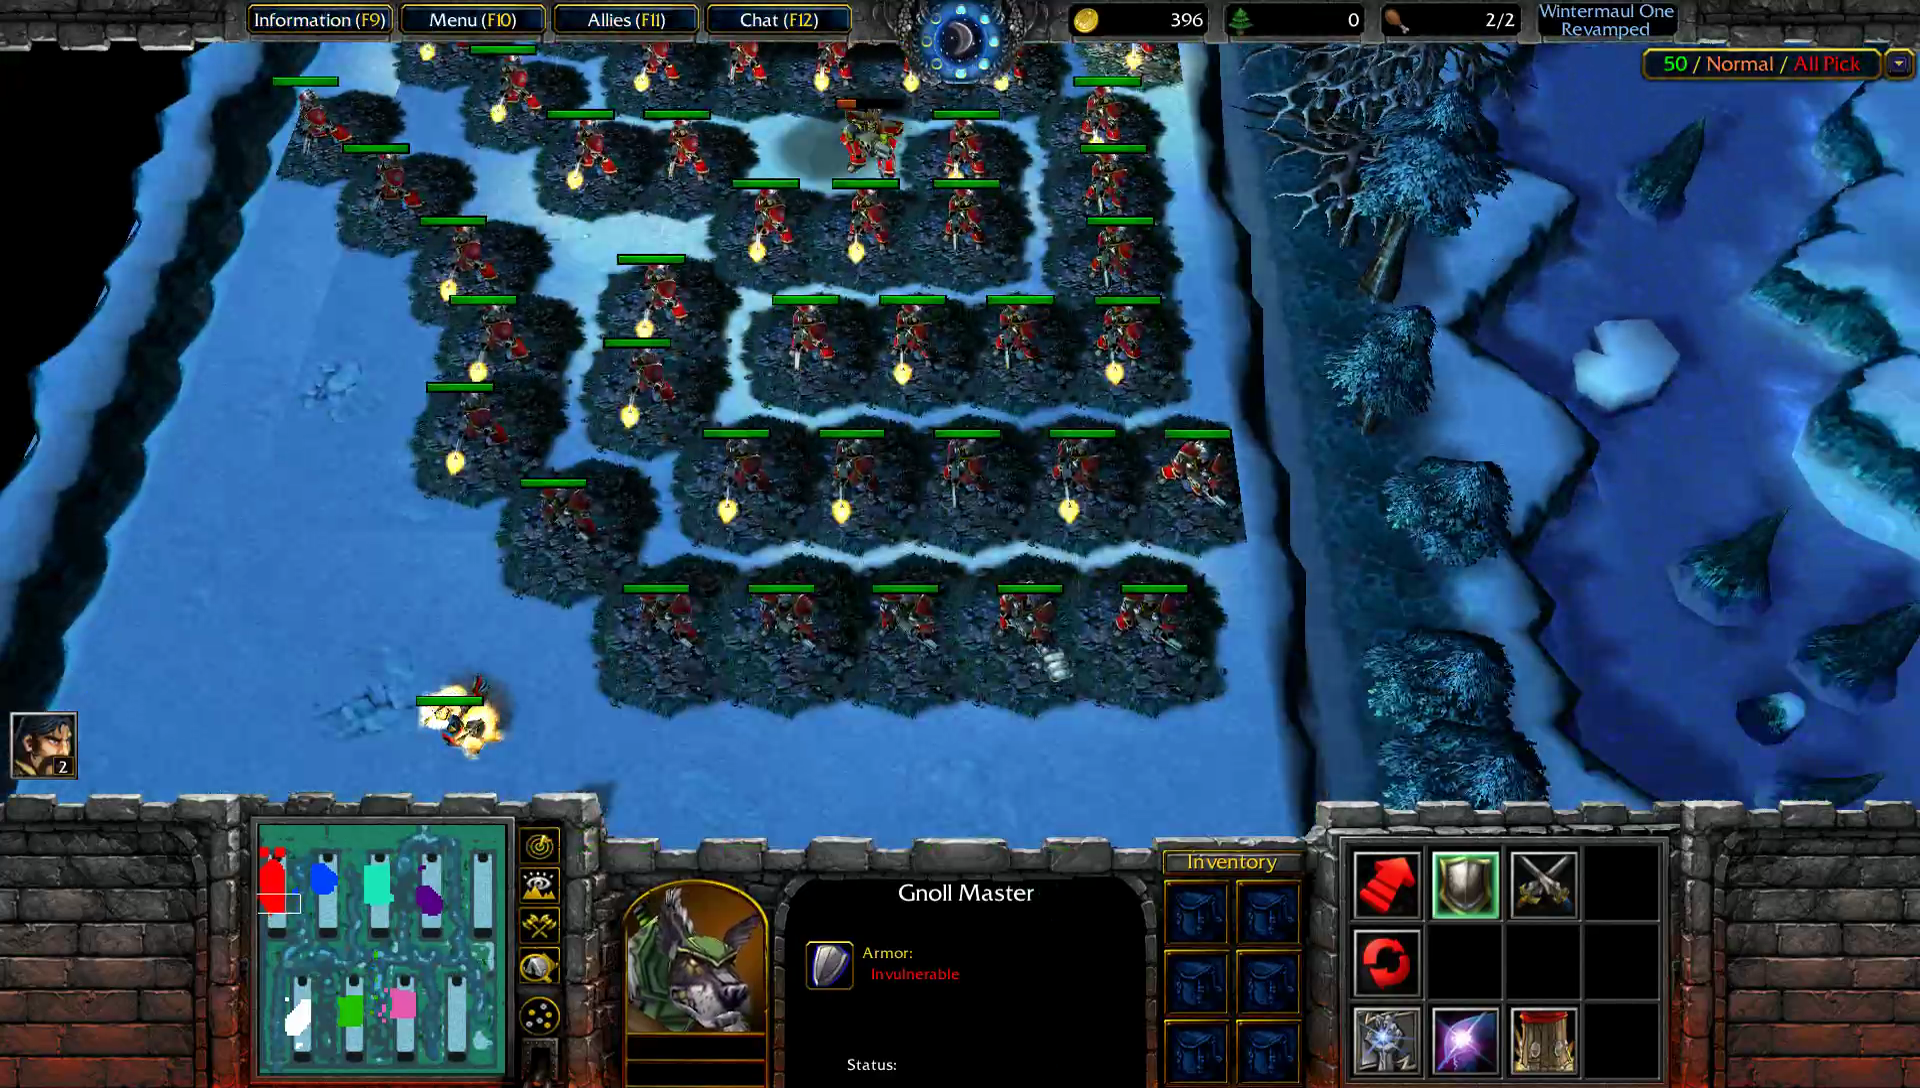 Information (F9)
Menu (F10)
Allies (F11)
Chat (F12)
396
0
2/2
Wintermaul One
Revamped
50 / Normal / All Pick
2
Inventory
Gnoll Master
Armor:
Invulnerable
Status: